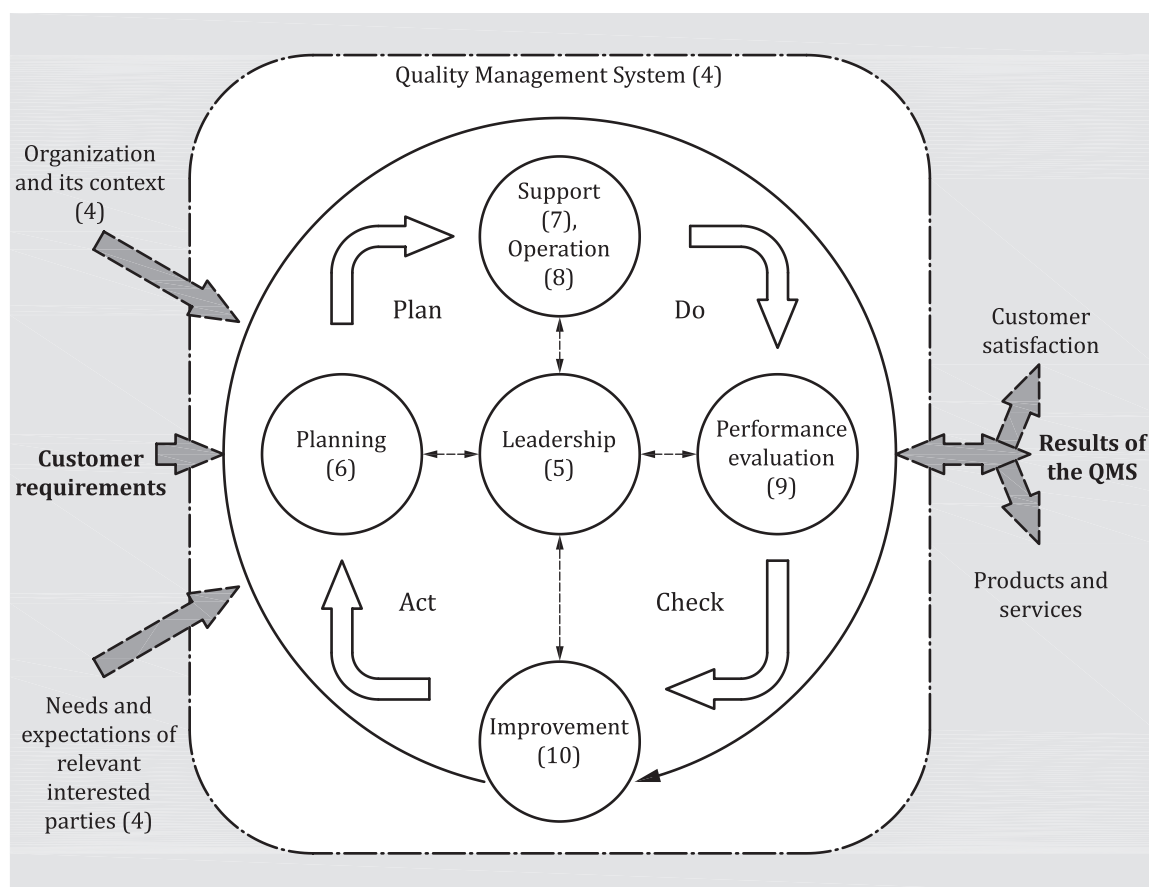 Quality Management System (4)
Organization
and its context
(4)
Support
(7),
Operation
(8)
Plan
Do
Customer
satisfaction
Planning
(6)
Leadership
(5)
Performance
evaluation
(9)
Customer
requirements
Results of
the QMS
Act
Check
Products and
services
Needs and
expectations of
relevant
interested
parties (4)
Improvement
(10)